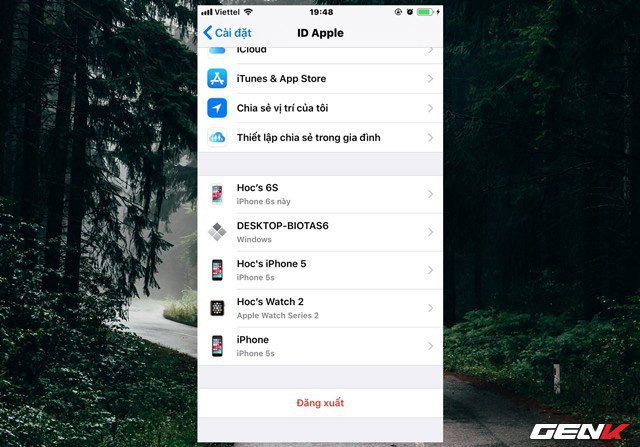 Viettel 19:48
Cài đặt ID Apple
iCloud
iTunes & App Store
Chia sẻ vị trí của tôi
Thiết lập chia sẻ trong gia đình
Hoc's 6S
iPhone 6s này
DESKTOP-BIOTAS6
Windows
Hoc's iPhone 5
iPhone 5s
Hoc's Watch 2
Apple Watch Series 2
iPhone
iPhone 5s
Đăng xuất
GENK